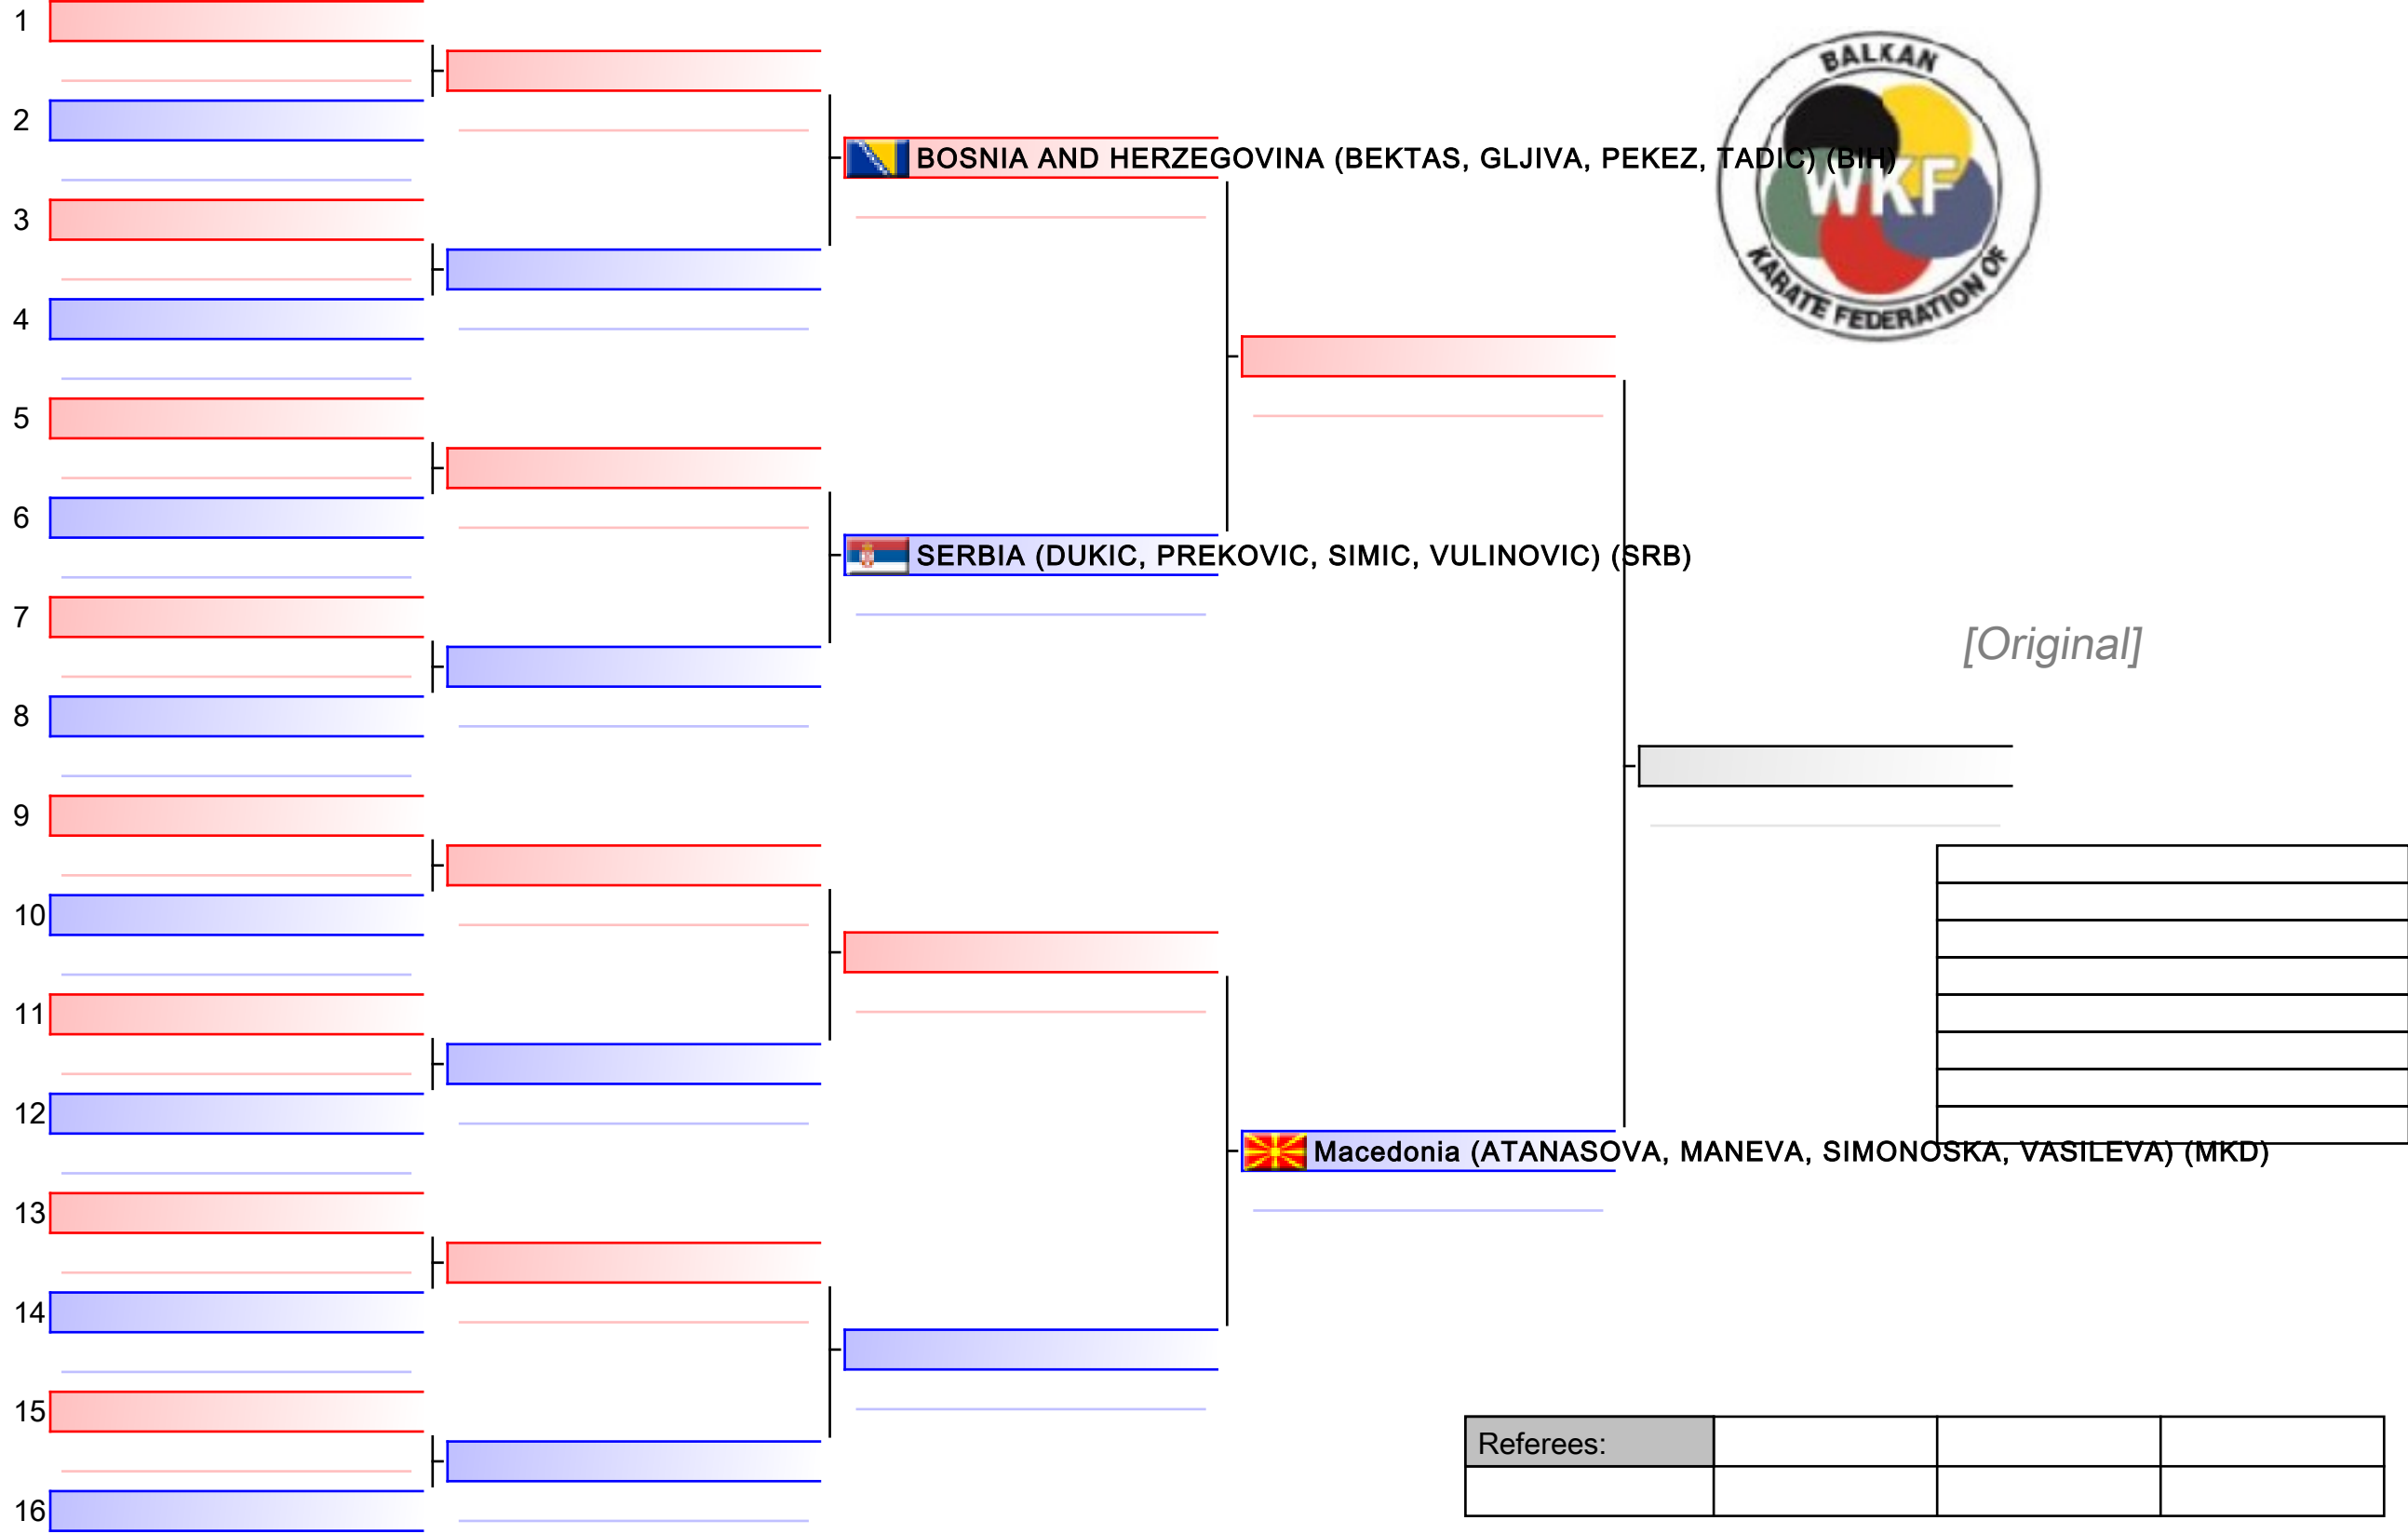 1
2
BALKAN
BOSNIA AND HERZEGOVINA (BEKTAS, GLJIVA, PEKEZ, TADIC) (BIH)
WKF
3
KARATE FEDERATION OF
4
5
6
SERBIA (DUKIC, PREKOVIC, SIMIC, VULINOVIC) (SRB)
7
[Original]
8
9
10
11
12
Macedonia (ATANASOVA, MANEVA, SIMONOSKA, VASILEVA) (MKD)
13
14
15
Referees:
16